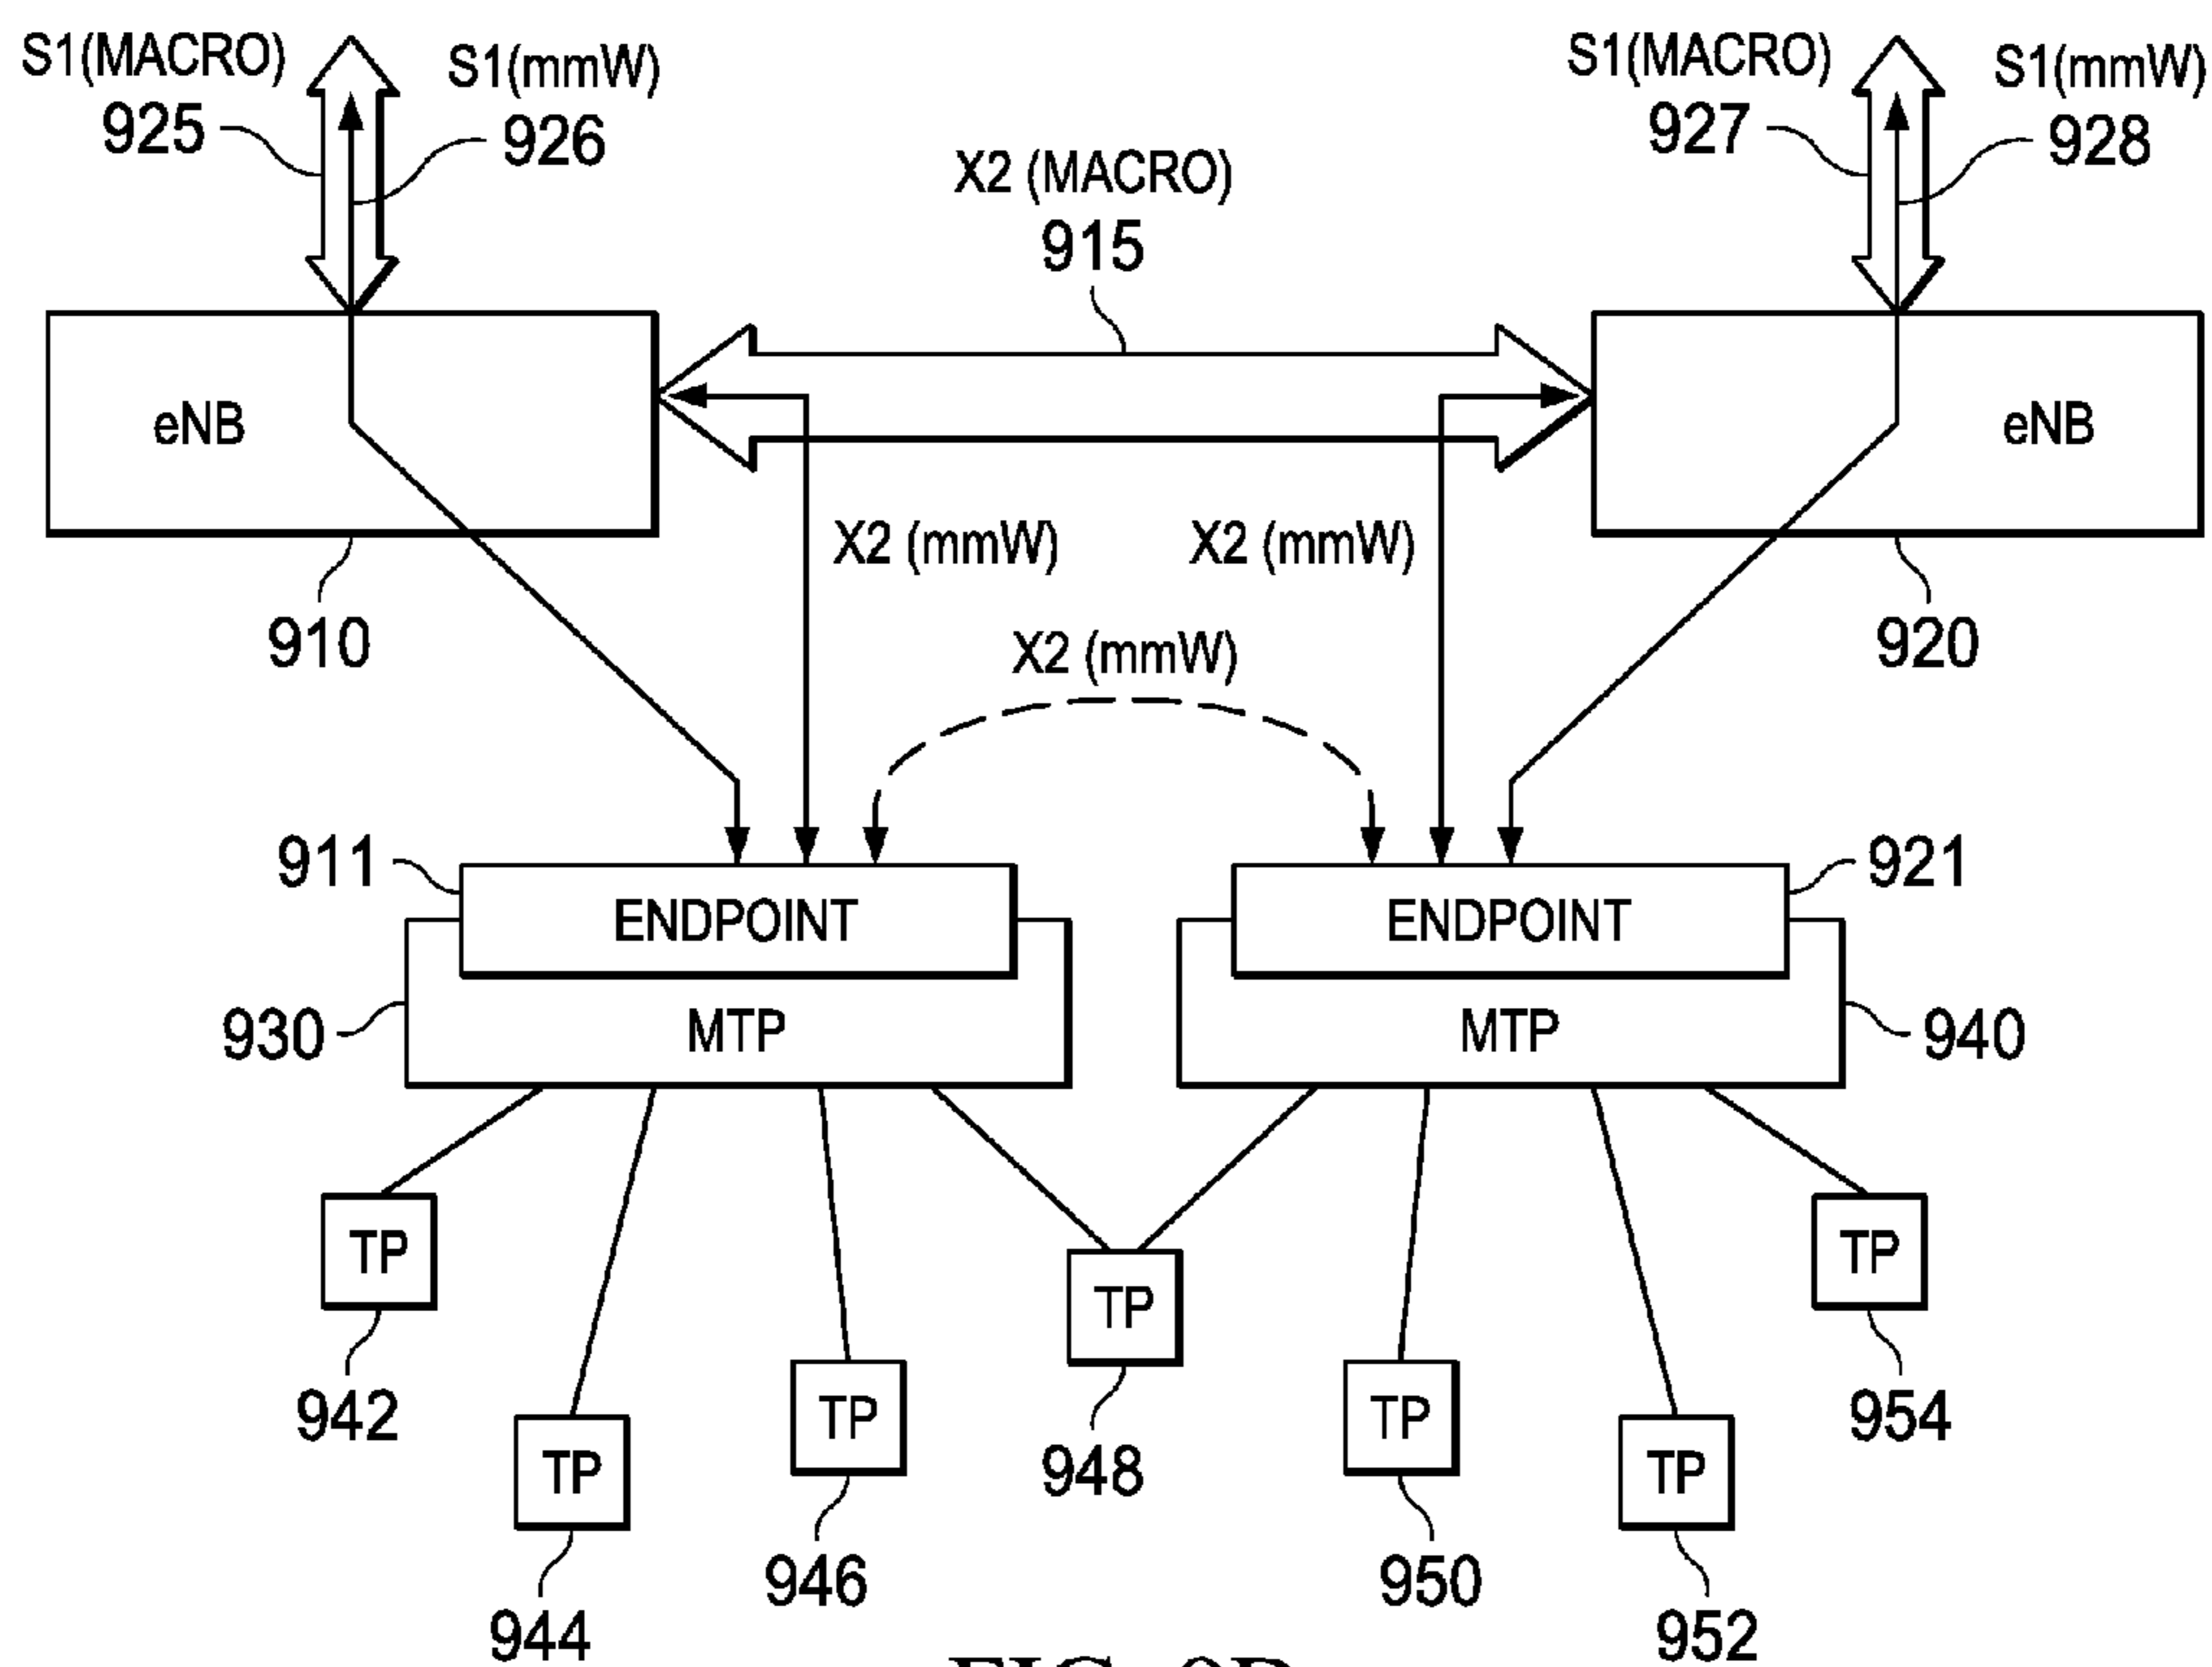 S1(MACRO)
925
S1(mmW)
926
S1(MACRO)
927
S1(mmW)
928
X2 (MACRO)
915
eNB
eNB
910
920
X2 (mmW)
X2 (mmW)
X2 (mmW)
911
ENDPOINT
ENDPOINT
921
930
MTP
MTP
940
TP
942
TP
944
TP
946
TP
948
TP
950
TP
952
TP
954